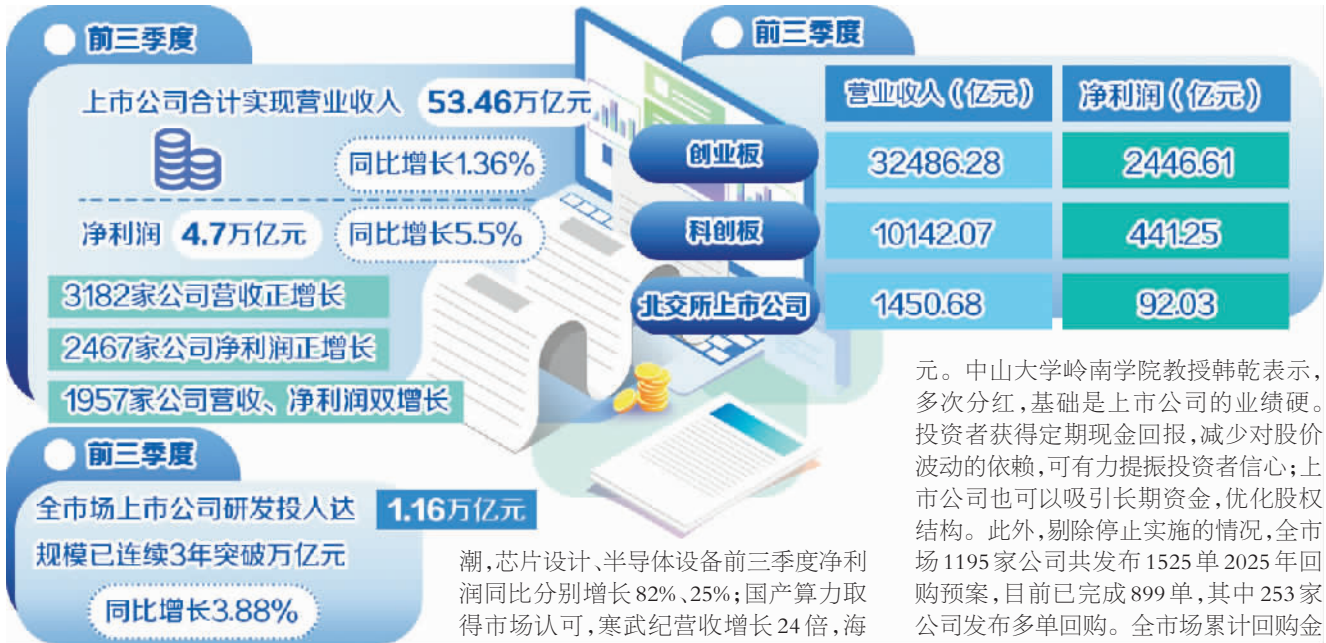 前三季度
上市公司合计实现营业收入 53.46万亿元
同比增长1.36%
净利润 4.7万亿元 同比增长5.5%
3182家公司营收正增长
2467家公司净利润正增长
1957家公司营收、净利润双增长
前三季度
全市场上市公司研发投入达 1.16万亿元
规模已连续3年突破万亿元
同比增长3.88%
前三季度
营业收入(亿元) 净利润(亿元)
创业板 32486.28 2446.61
科创板 10142.07 441.25
北交所上市公司 1450.68 92.03
潮,芯片设计、半导体设备前三季度净利
润同比分别增长82%、25%;国产算力取
得市场认可,寒武纪营收增长24倍,海
元。中山大学岭南学院教授韩乾表示,
多次分红,基础是上市公司的业绩硬。
投资者获得定期现金回报,减少对股价
波动的依赖,可有力提振投资者信心;上
市公司也可以吸引长期资金,优化股权
结构。此外,剔除停止实施的情况,全市
场1195家公司共发布1525单2025年回
购预案,目前已完成899单,其中253家
公司发布多单回购。全市场累计回购金